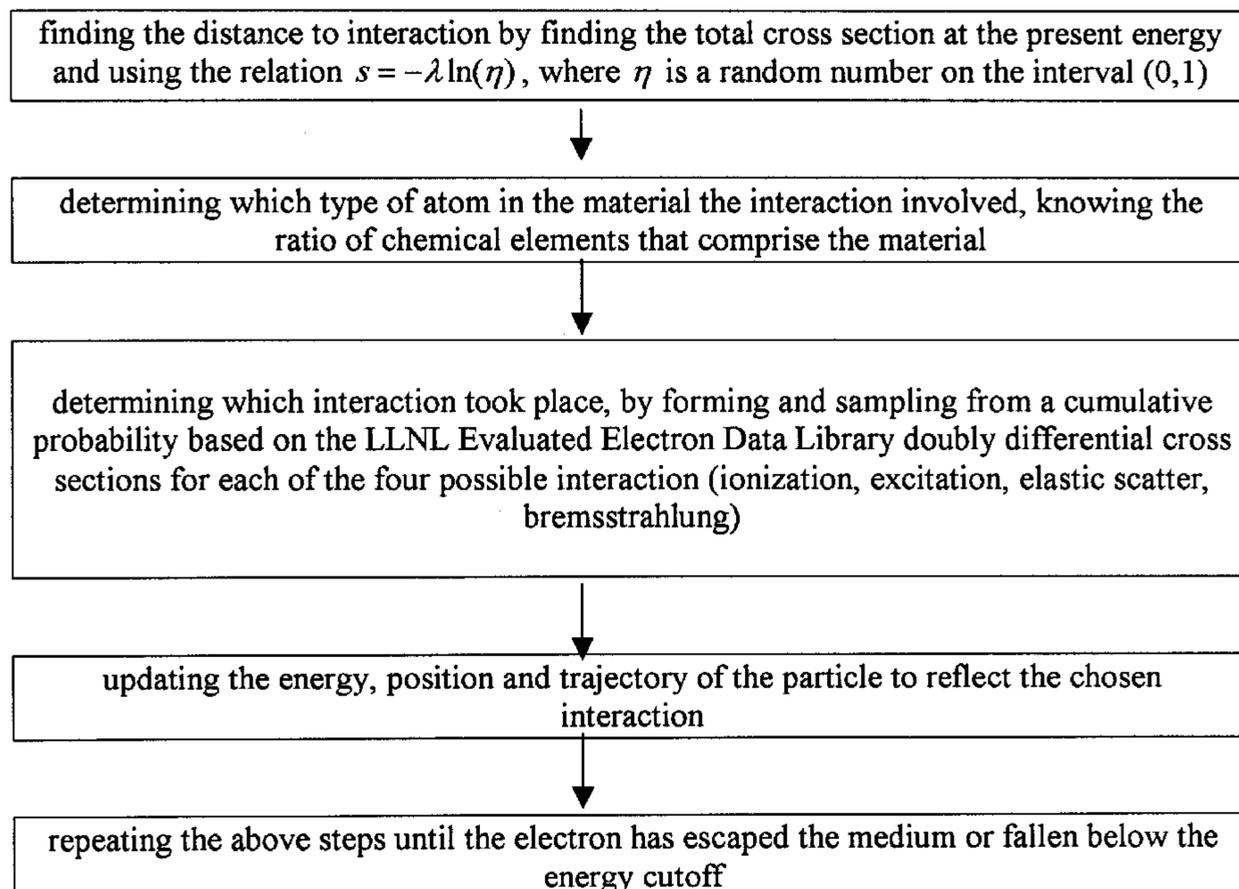 finding the distance to interaction by finding the total cross section at the present energy
and using the relation s = −λ ln(η), where η is a random number on the interval (0,1)
determining which type of atom in the material the interaction involved, knowing the
ratio of chemical elements that comprise the material
determining which interaction took place, by forming and sampling from a cumulative
probability based on the LLNL Evaluated Electron Data Library doubly differential cross
sections for each of the four possible interaction (ionization, excitation, elastic scatter,
bremsstrahlung)
updating the energy, position and trajectory of the particle to reflect the chosen
interaction
repeating the above steps until the electron has escaped the medium or fallen below the
energy cutoff